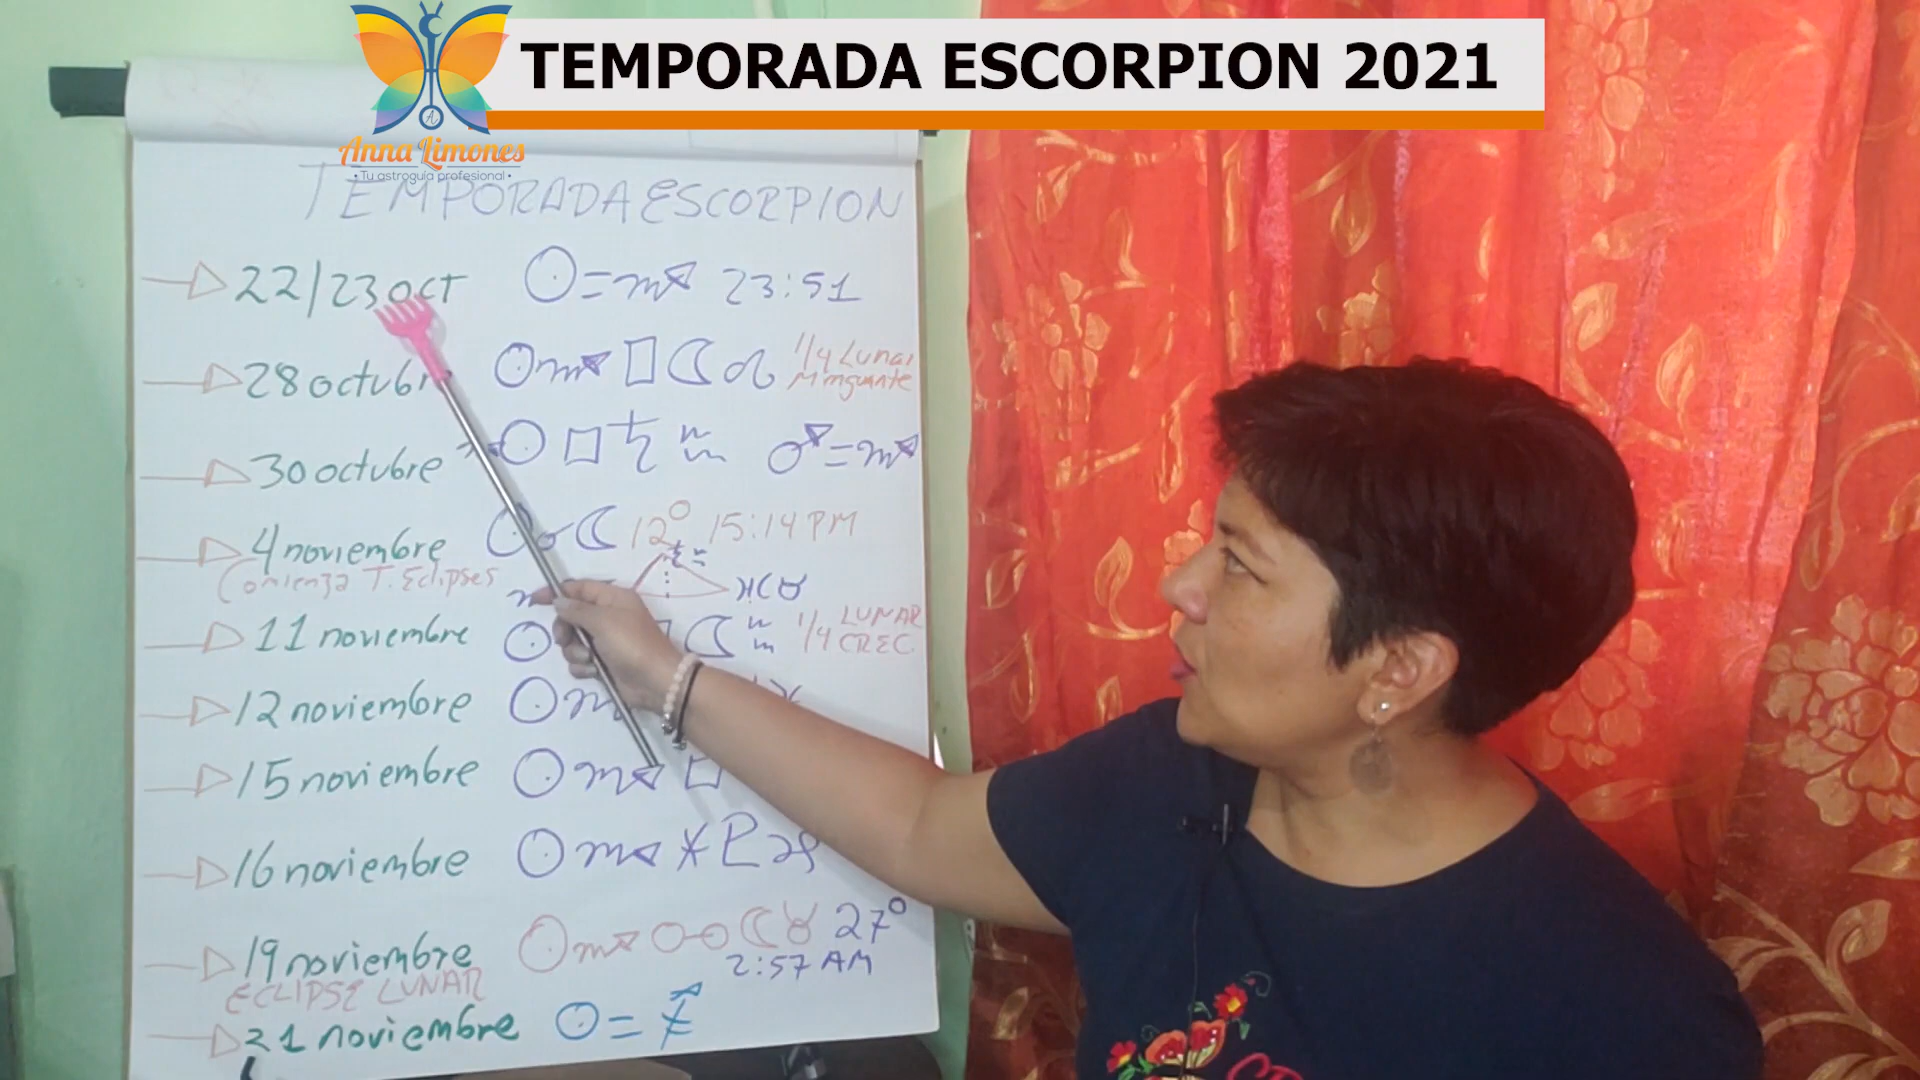 TEMPORADA ESCORPION 2021
Anna Limones
• Tu astroguía profesional •
TEMPORADA ESCORPION
22/23 OCT ☉ = ♏ 23:51
28 octubr ☉ ♏ □ ☾ ♌ 1/4 Lunar
Minguante
30 octubre ☉ □ ♄ ♒ ♂ = ♏
4 noviembre ☉ ☌ ☾ 12° 15:14 PM
Comienza T. Eclipses
♄ ♒
♅ ♉
11 noviembre ☉ □ ☾ ♒ 1/4 LUNAR
CREC
12 noviembre ☉ ♏
15 noviembre ☉ ♏ □
16 noviembre ☉ ♏ ⚹ ♇ ♑
19 noviembre ☉ ♏ ☍ ☾ ♉ 27°
ECLIPSE LUNAR 2:57 AM
21 noviembre ☉ = ♐